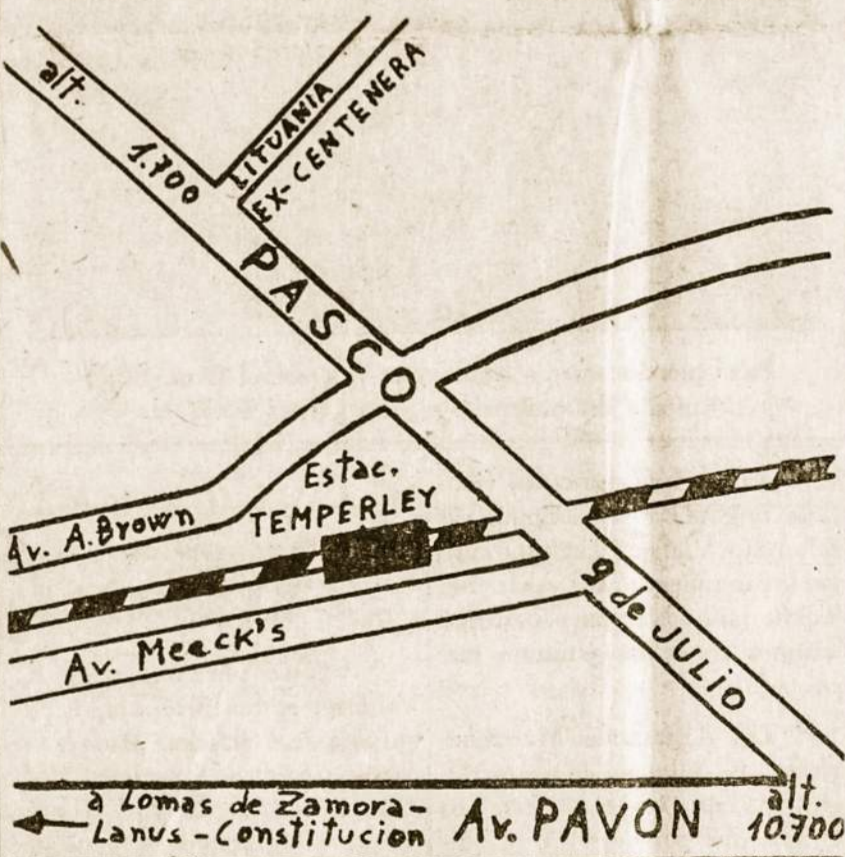 alt.
1.700
LITUANIA
EX-CENTENERA
PASCO
Estac.
TEMPERLEY
Av. A. Brown
Av. Meeck's
9 de JULIO
a Lomas de Zamora-
Lanus - Constitucion
Av. PAVON
alt.
10.700